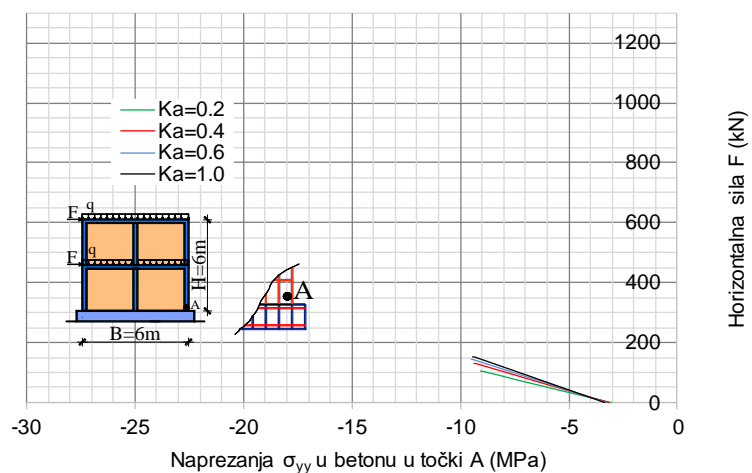 1200
1000
800
600
400
200
0
Horizontalna sila F (kN)
Ka=0.2
Ka=0.4
Ka=0.6
Ka=1.0
q
F
q
F
H=6m
A
B=6m
A
-30 -25 -20 -15 -10 -5 0
Naprezanja σyy u betonu u točki A (MPa)